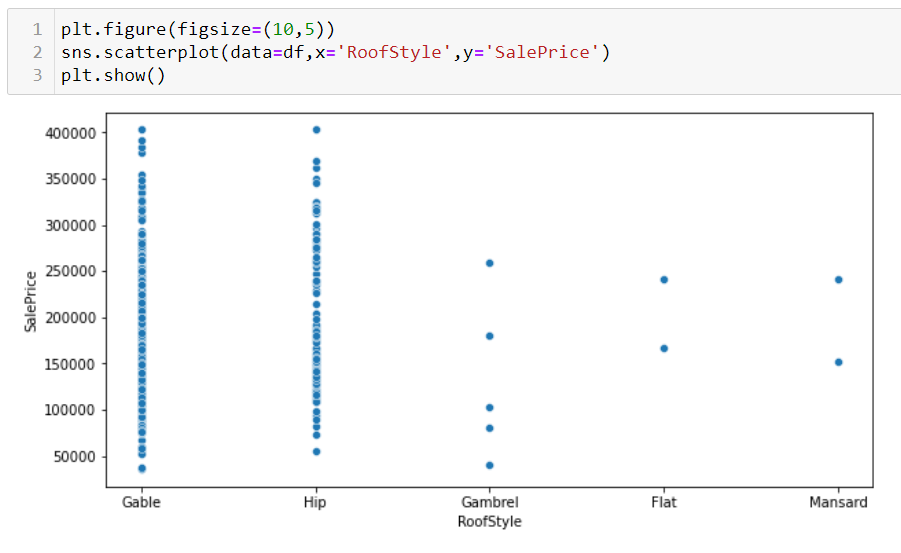 1 plt.figure(figsize=(10,5))
2 sns.scatterplot(data=df,x='RoofStyle',y='SalePrice')
3 plt.show()
400000
350000
300000
250000
200000
150000
100000
50000
SalePrice
Gable Hip Gambrel Flat Mansard
RoofStyle